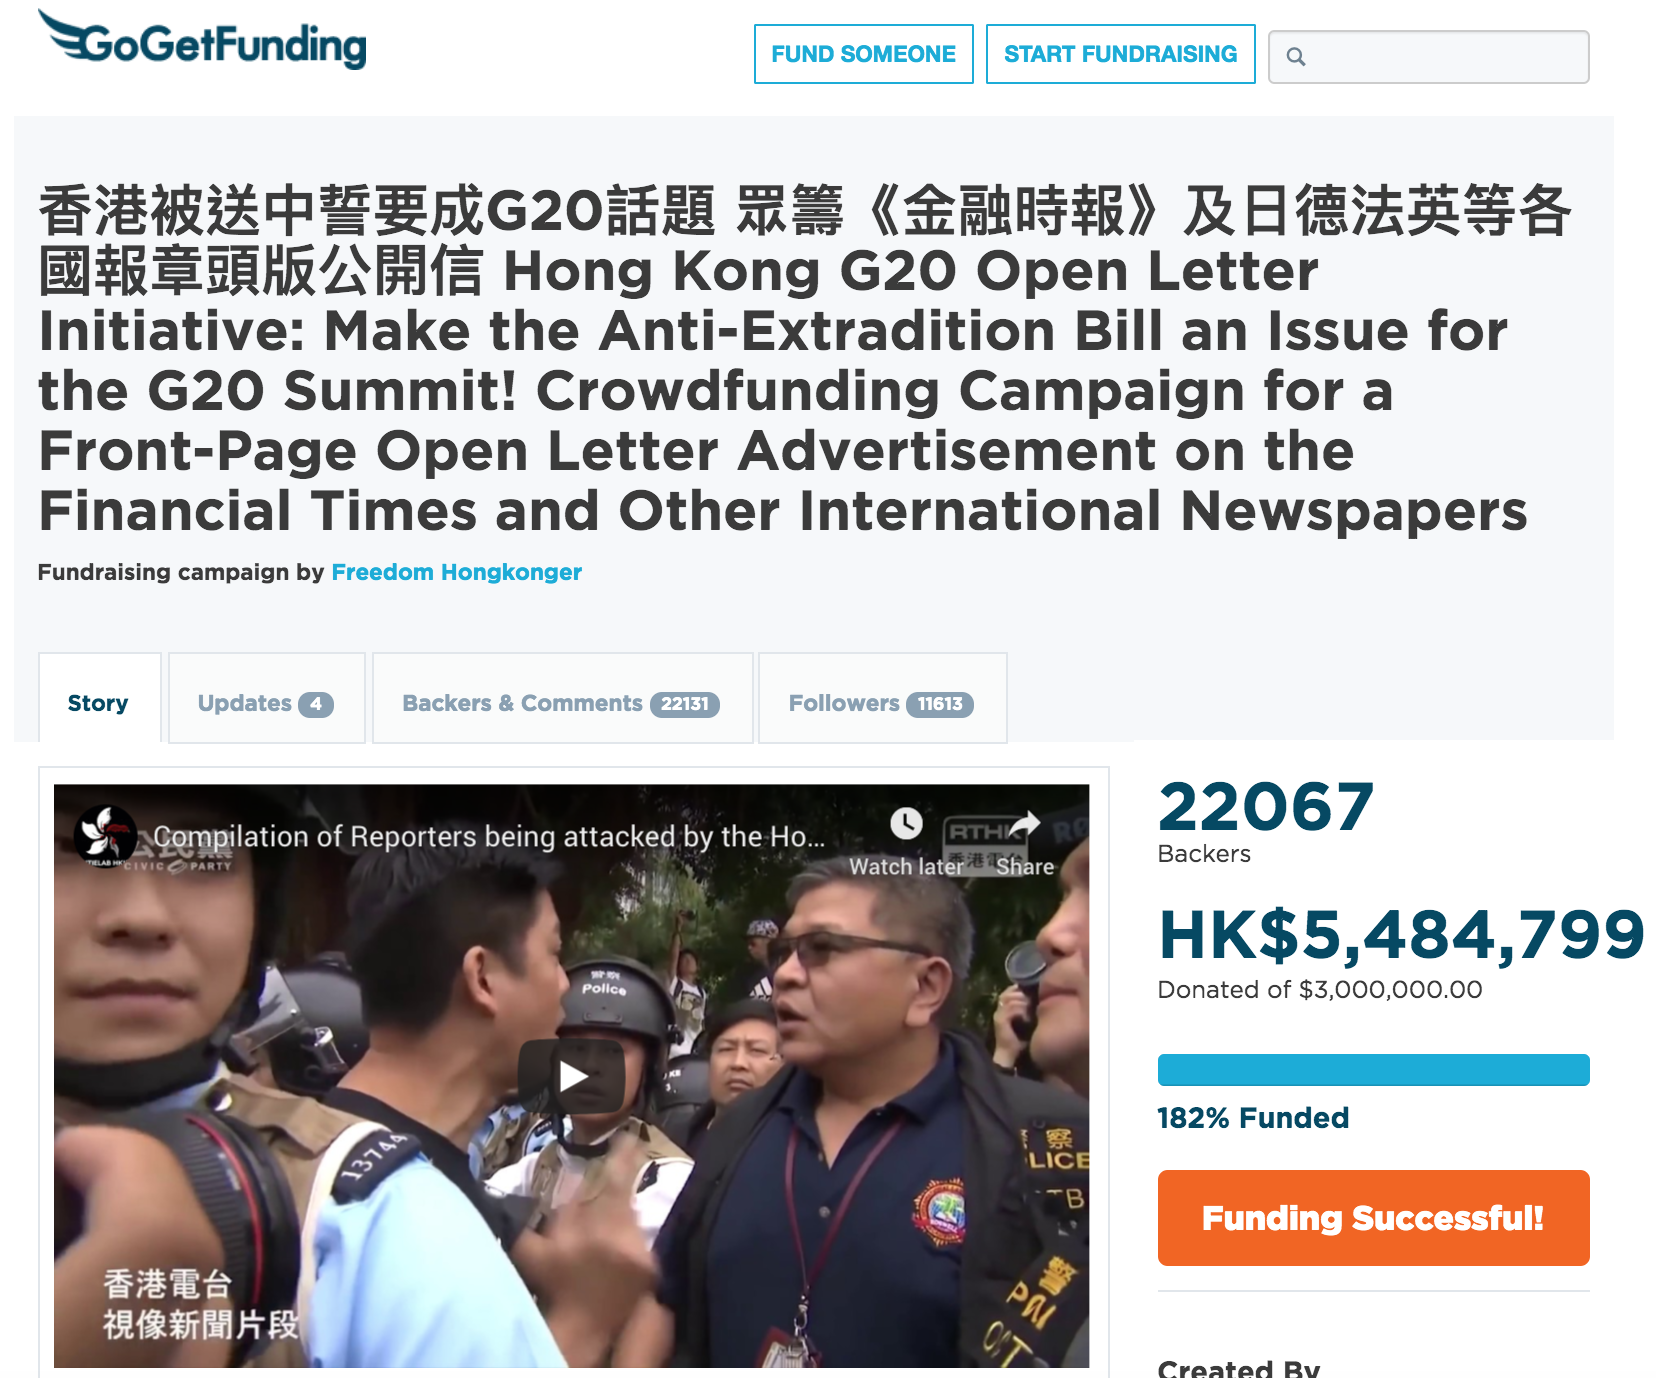 GoGetFunding
FUND SOMEONE
START FUNDRAISING
香港被送中誓要成G20話題 眾籌《金融時報》及日德法英等各
國報章頭版公開信 Hong Kong G20 Open Letter
Initiative: Make the Anti-Extradition Bill an Issue for
the G20 Summit! Crowdfunding Campaign for a
Front-Page Open Letter Advertisement on the
Financial Times and Other International Newspapers
Fundraising campaign by Freedom Hongkonger
Story
Updates 4
Backers & Comments 22131
Followers 11613
Compilation of Reporters being attacked by the Ho...
Watch later
Share
RTHK
香港電台
公民黨
CIVIC PARTY
Police
13744
警察
LICE
香港電台
視像新聞片段
22067
Backers
HK$5,484,799
Donated of $3,000,000.00
182% Funded
Funding Successful!
Created By